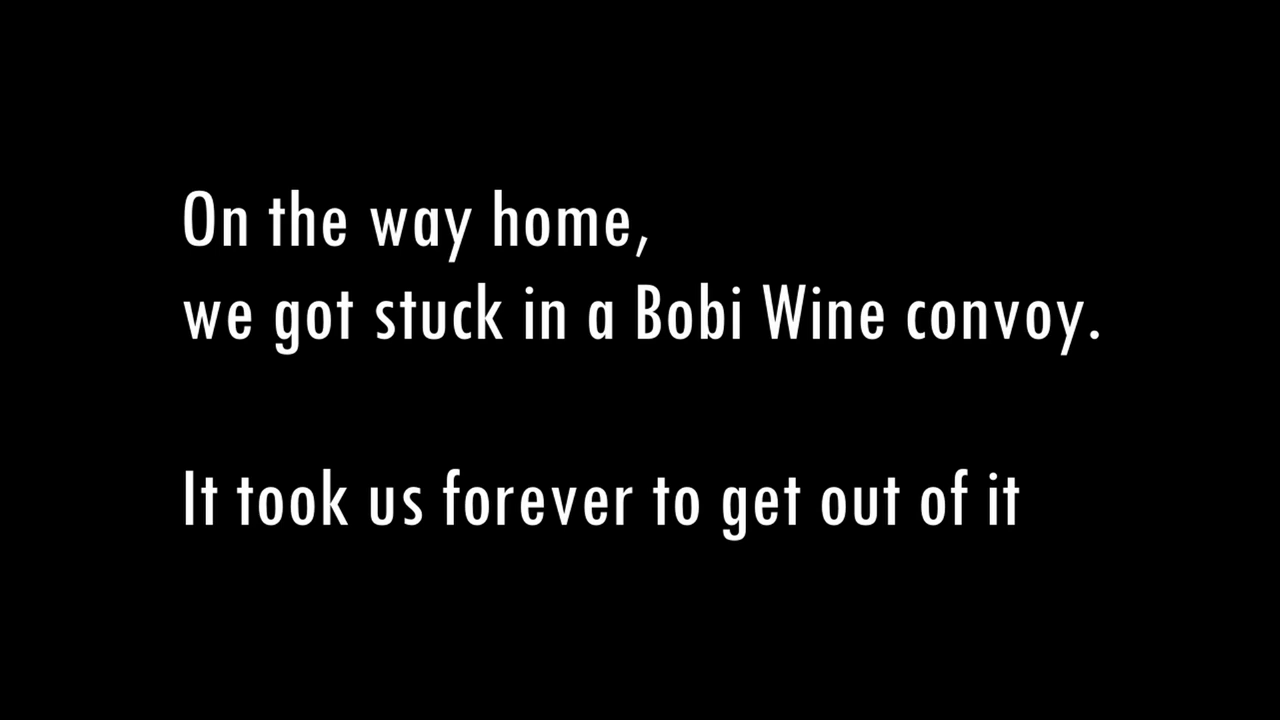 On the way home,
we got stuck in a Bobi Wine convoy.
It took us forever to get out of it